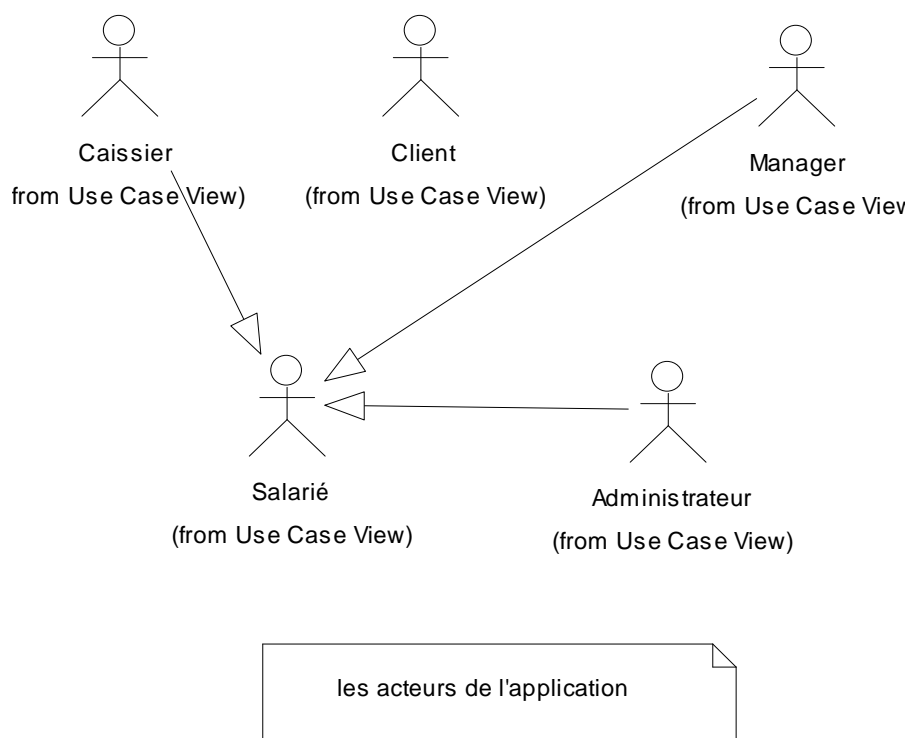 Caissier
from Use Case View)
Client
(from Use Case View)
Manager
(from Use Case View
Salarié
(from Use Case View)
Administrateur
(from Use Case View)
les acteurs de l'application